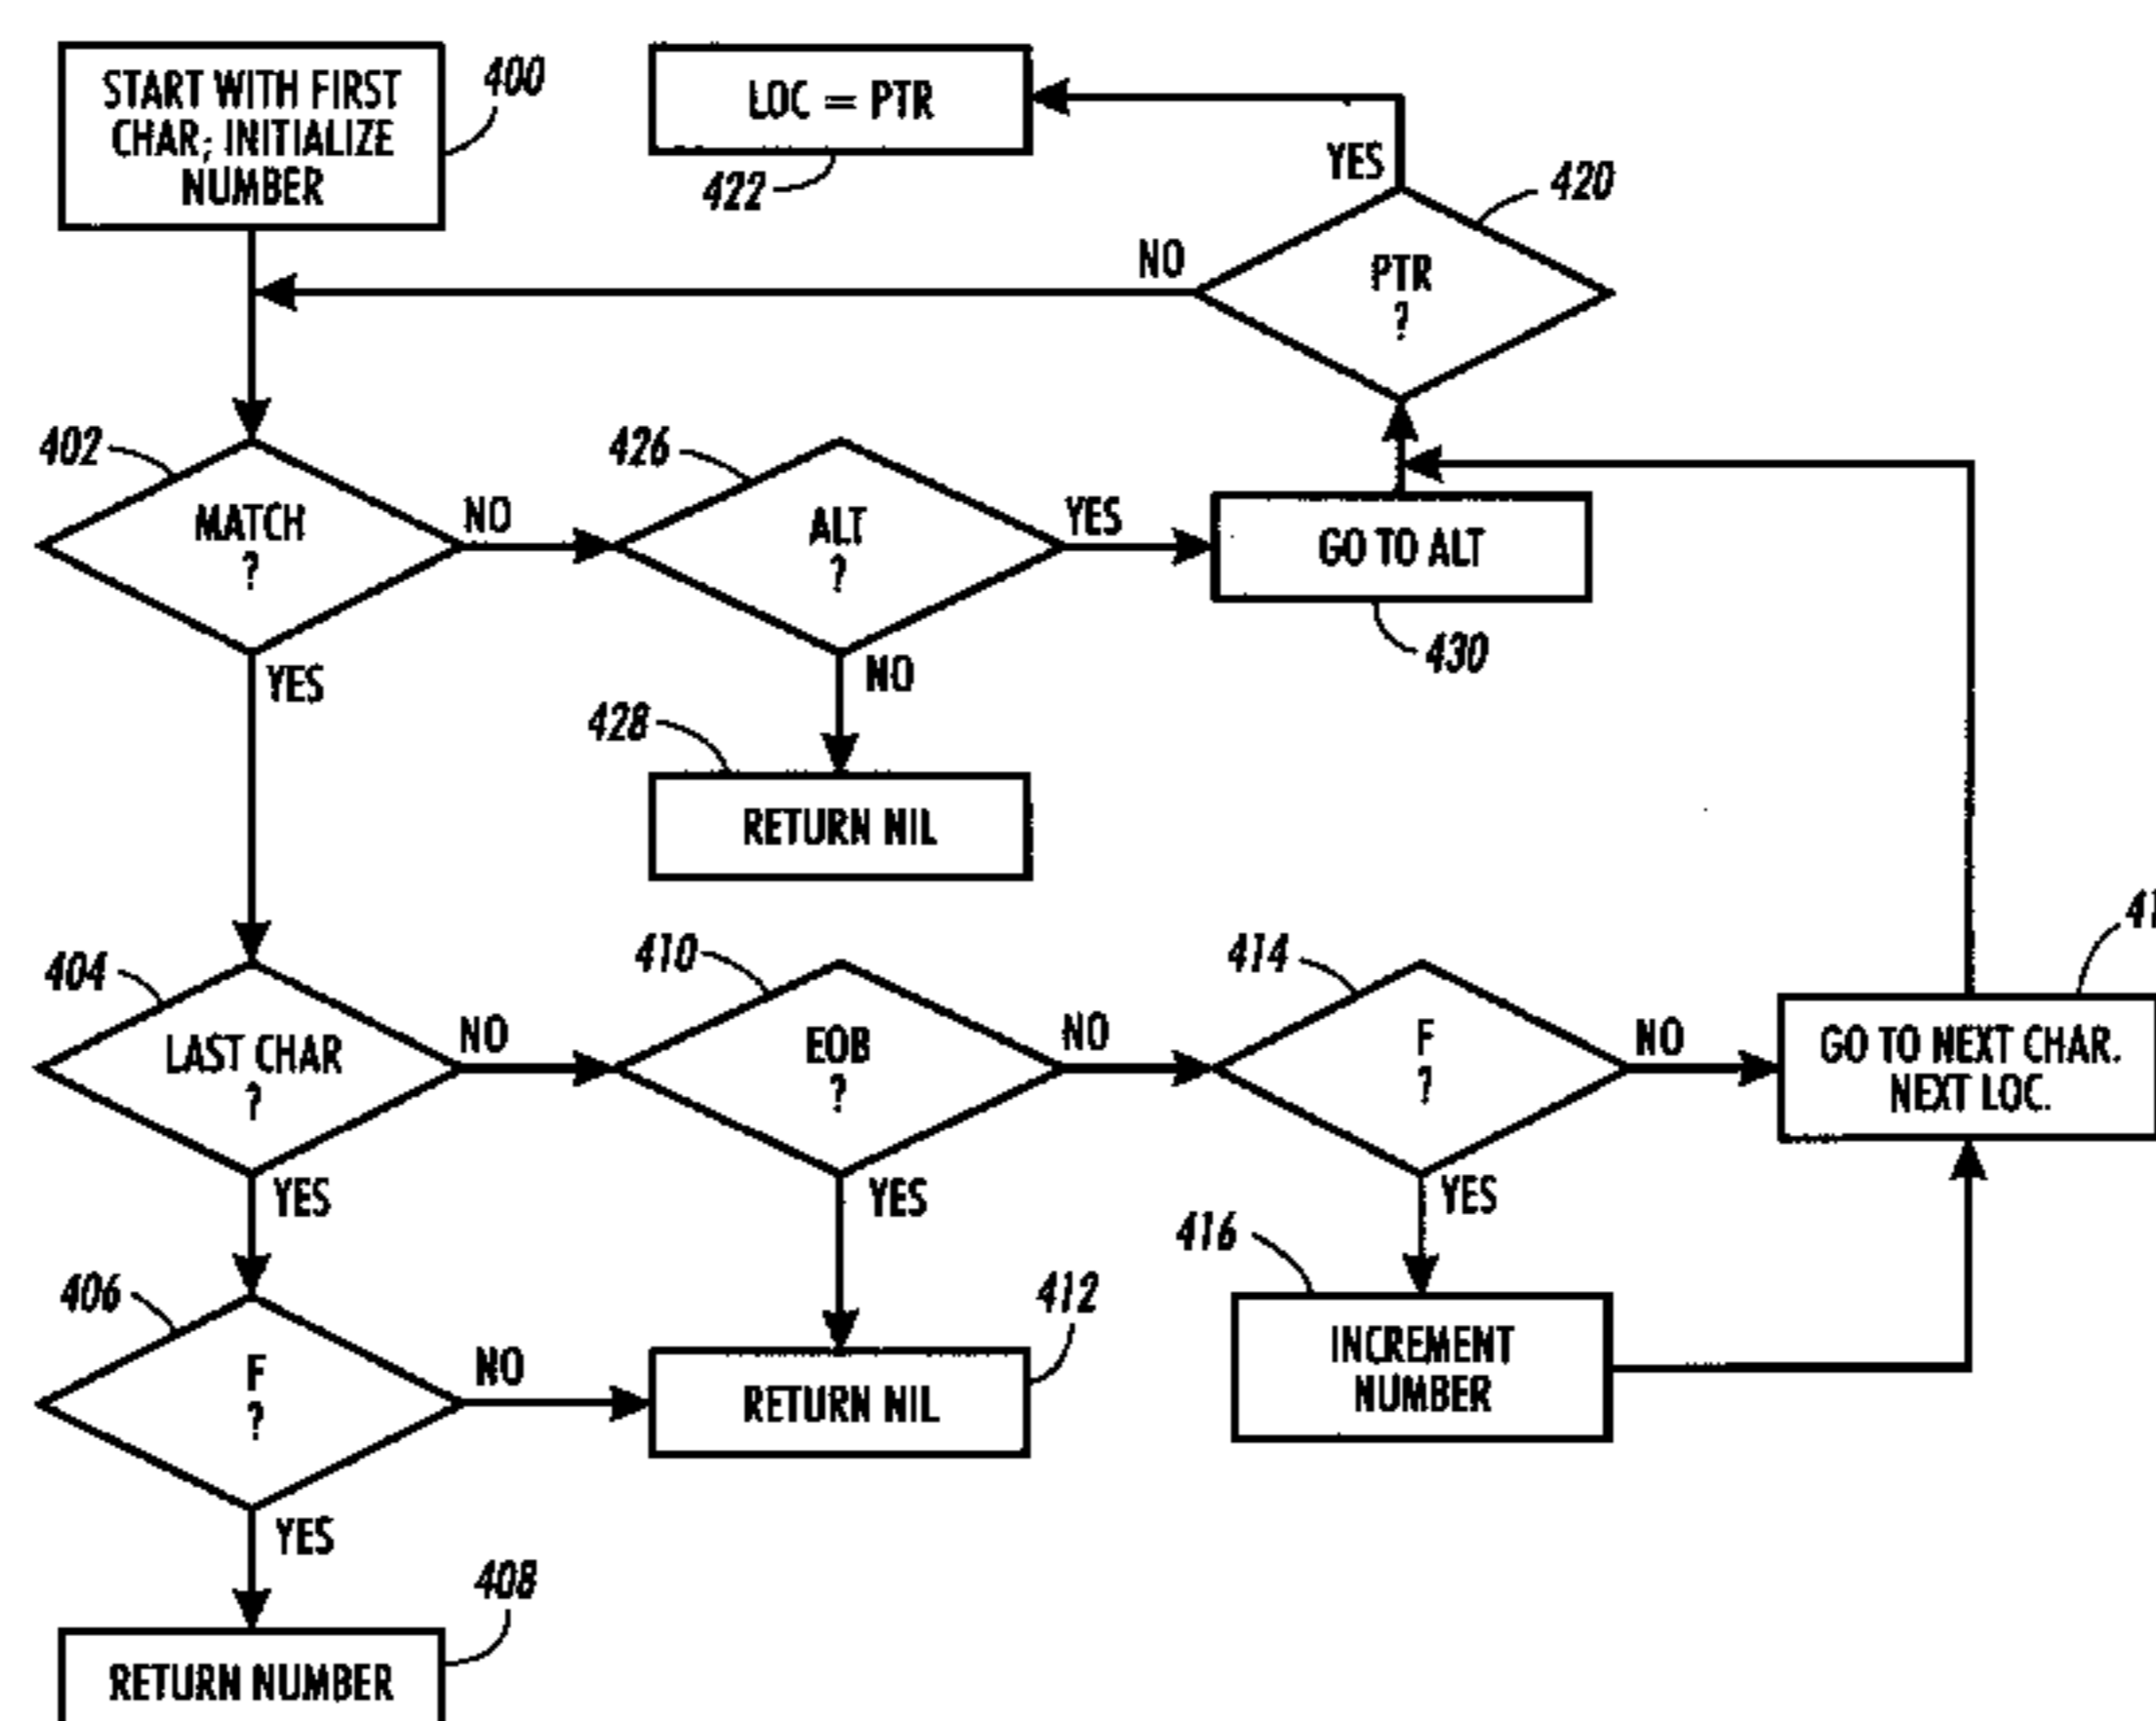 START WITH FIRST
CHAR; INITIALIZE
NUMBER
400
LOC = PTR
422
YES
420
NO
PTR
?
402
MATCH
?
NO
426
ALT
?
YES
GO TO ALT
430
YES
NO
428
RETURN NIL
404
LAST CHAR
?
NO
410
EOB
?
NO
414
F
?
NO
GO TO NEXT CHAR.
NEXT LOC.
YES
YES
YES
416
INCREMENT
NUMBER
406
F
?
NO
412
RETURN NIL
YES
408
RETURN NUMBER